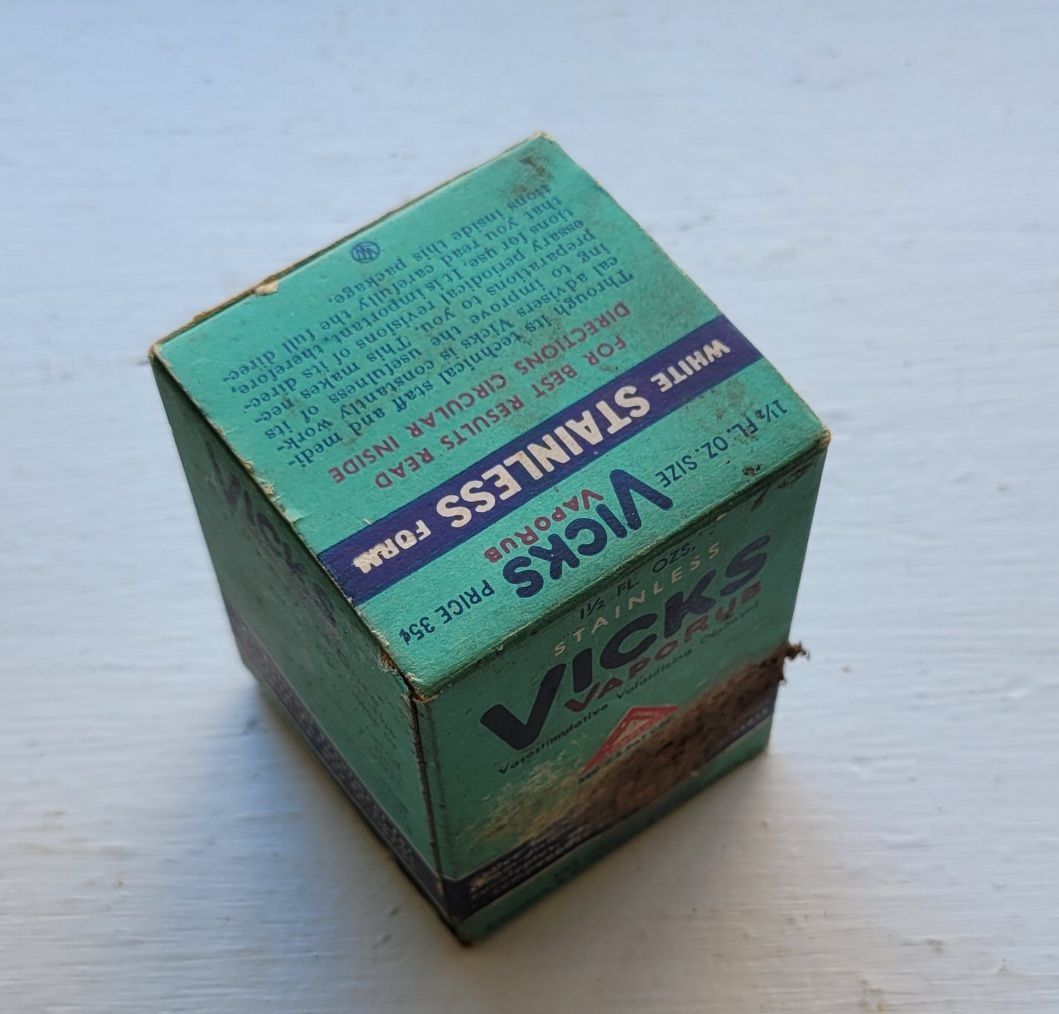 1½ FL. OZ. SIZE VICKS PRICE 35¢
VAPORUB
WHITE STAINLESS FORM
FOR BEST RESULTS READ
DIRECTIONS CIRCULAR INSIDE
Through its technical staff and medi-
cal advisers Vicks is constantly work-
ing to improve the usefulness of its
preparations to you. This makes nec-
essary periodical revisions of its direc-
tions for use. It is important, therefore,
that you read carefully the full direc-
tions inside this package.
1½ FL. OZS.
STAINLESS
VICKS
VAPORUB
Vasostimulative Volatilising Ointment
VICKS